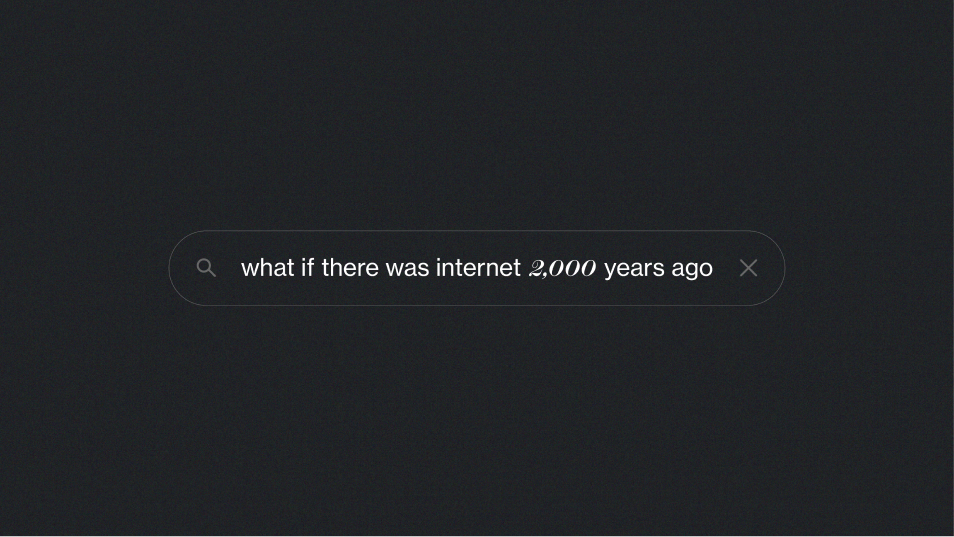 what if there was internet 2,000 years ago